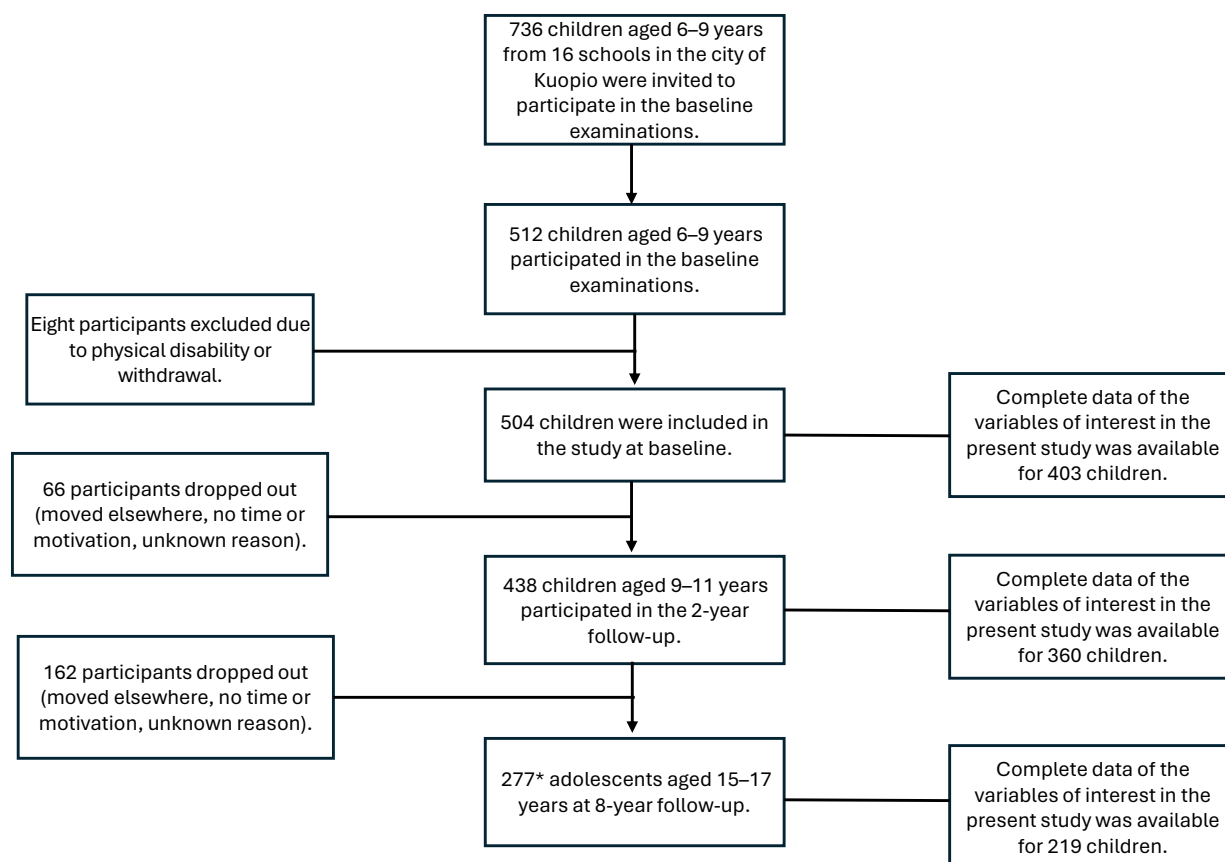 736 children aged 6–9 years
from 16 schools in the city of
Kuopio were invited to
participate in the baseline
examinations.
512 children aged 6–9 years
participated in the baseline
examinations.
Eight participants excluded due
to physical disability or
withdrawal.
504 children were included in
the study at baseline.
Complete data of the
variables of interest in the
present study was available
for 403 children.
66 participants dropped out
(moved elsewhere, no time or
motivation, unknown reason).
438 children aged 9–11 years
participated in the 2-year
follow-up.
Complete data of the
variables of interest in the
present study was available
for 360 children.
162 participants dropped out
(moved elsewhere, no time or
motivation, unknown reason).
277* adolescents aged 15–17
years at 8-year follow-up.
Complete data of the
variables of interest in the
present study was available
for 219 children.